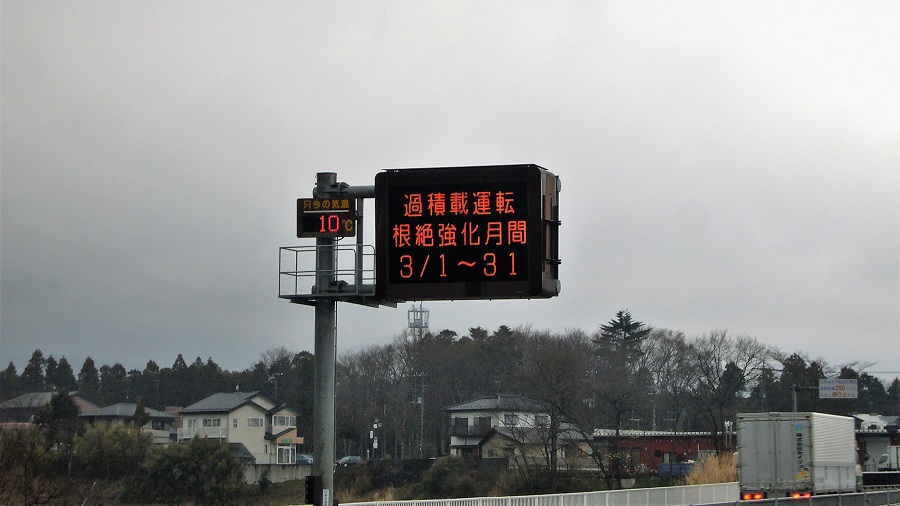 只今の気温
10℃
過積載運転
根絶強化月間
3/1～31